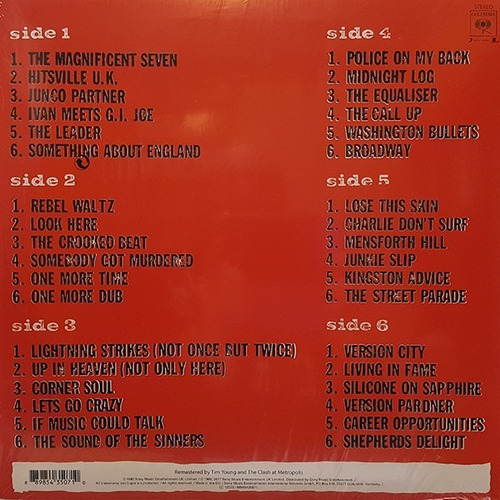 side 1
1. THE MAGNIFICENT SEVEN
2. HITSVILLE U.K.
3. JUNCO PARTNER
4. IVAN MEETS G.I. JOE
5. THE LEADER
6. SOMETHING ABOUT ENGLAND
side 2
1. REBEL WALTZ
2. LOOK HERE
3. THE CROOKED BEAT
4. SOMEBODY GOT MURDERED
5. ONE MORE TIME
6. ONE MORE DUB
side 3
1. LIGHTNING STRIKES (NOT ONCE BUT TWICE)
2. UP IN HEAVEN (NOT ONLY HERE)
3. CORNER SOUL
4. LETS GO CRAZY
5. IF MUSIC COULD TALK
6. THE SOUND OF THE SINNERS
side 4
1. POLICE ON MY BACK
2. MIDNIGHT LOG
3. THE EQUALISER
4. THE CALL UP
5. WASHINGTON BULLETS
6. BROADWAY
side 5
1. LOSE THIS SKIN
2. CHARLIE DON'T SURF
3. MENSFORTH HILL
4. JUNKIE SLIP
5. KINGSTON ADVICE
6. THE STREET PARADE
side 6
1. VERSION CITY
2. LIVING IN FAME
3. SILICONE ON SAPPHIRE
4. VERSION PARDNER
5. CAREER OPPORTUNITIES
6. SHEPHERDS DELIGHT
STEREO
COLUMBIA
Remastered by Tim Young and The Clash at Metropolis